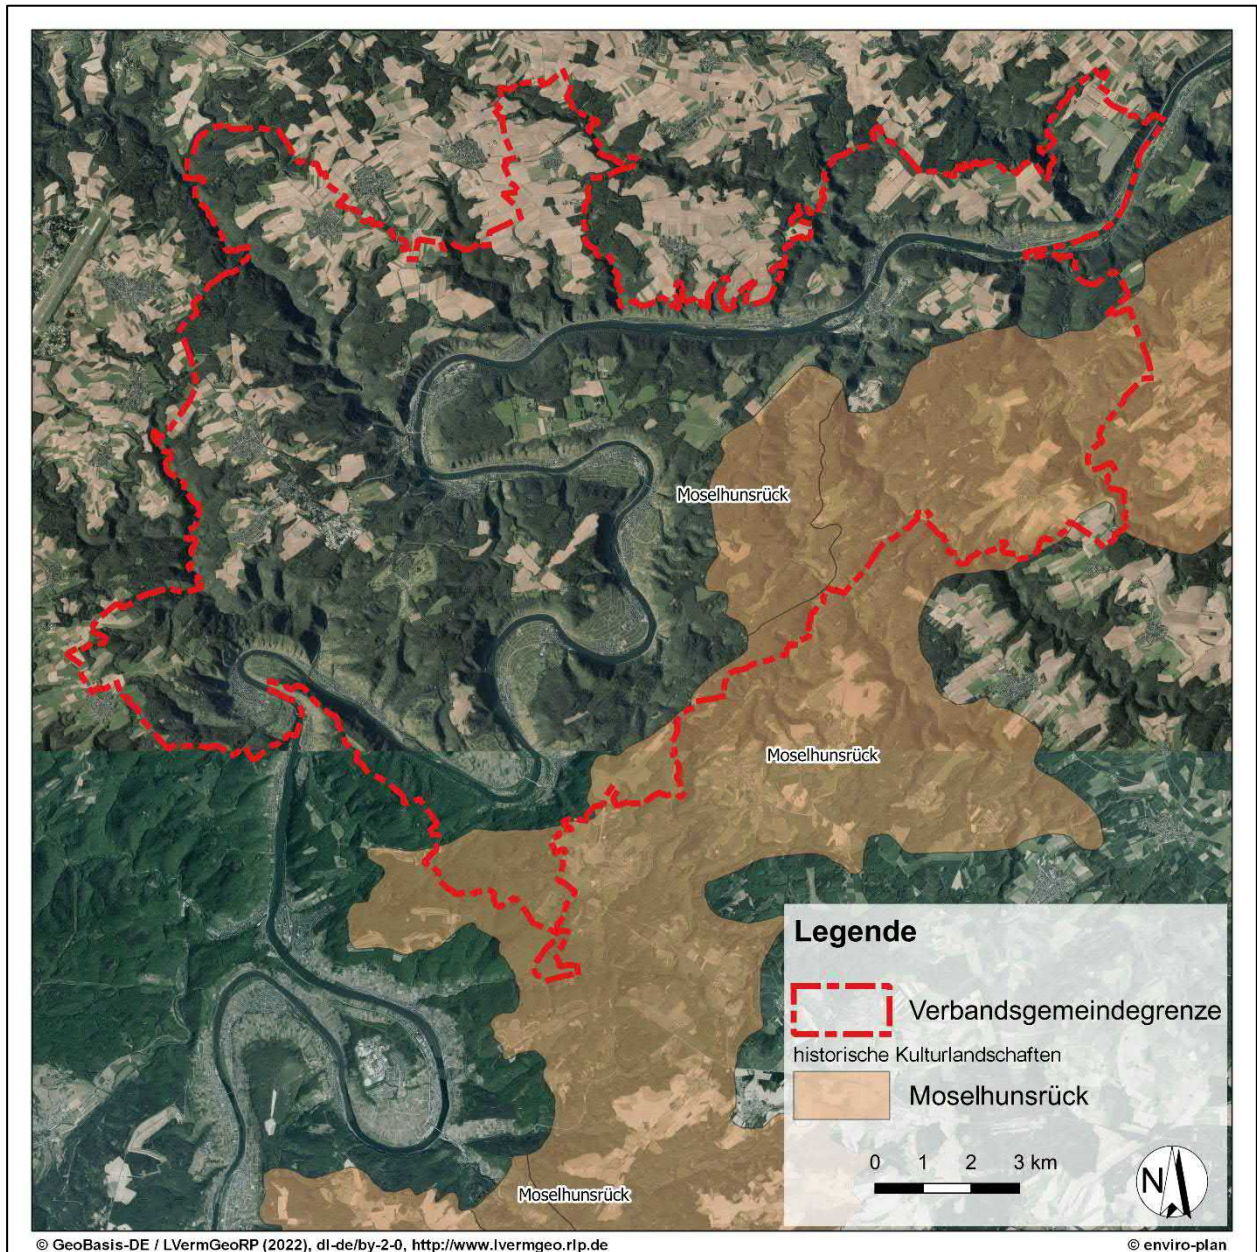 Moselhunsrück
Moselhunsrück
Moselhunsrück
Legende
Verbandsgemeindegrenze
historische Kulturlandschaften
Moselhunsrück
0 1 2 3 km
N
© GeoBasis-DE / LVermGeoRP (2022), dl-de/by-2-0, http://www.lvermgeo.rlp.de
© enviro-plan